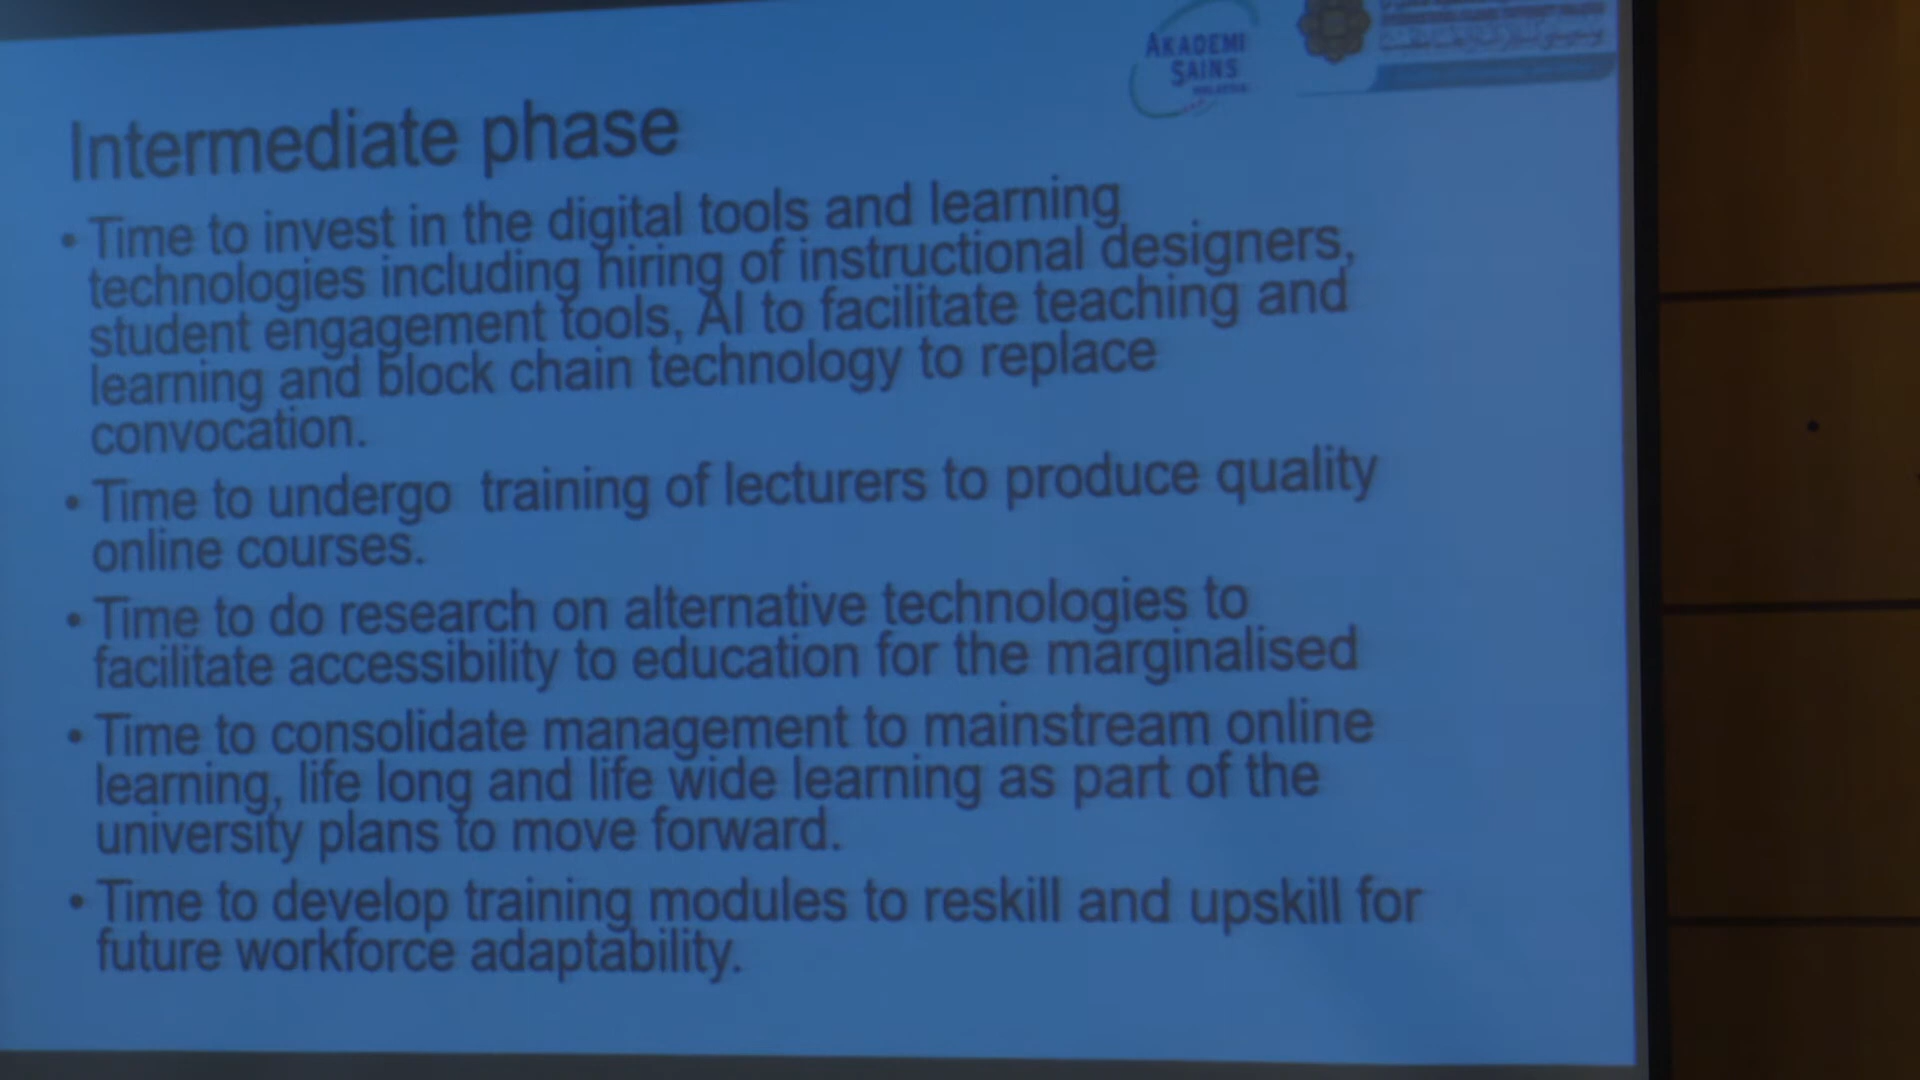 AKADEMI
SAINS
MALAYSIA
Intermediate phase
• Time to invest in the digital tools and learning
technologies including hiring of instructional designers,
student engagement tools, AI to facilitate teaching and
learning and block chain technology to replace
convocation.
• Time to undergo training of lecturers to produce quality
online courses.
• Time to do research on alternative technologies to
facilitate accessibility to education for the marginalised
• Time to consolidate management to mainstream online
learning, life long and life wide learning as part of the
university plans to move forward.
• Time to develop training modules to reskill and upskill for
future workforce adaptability.